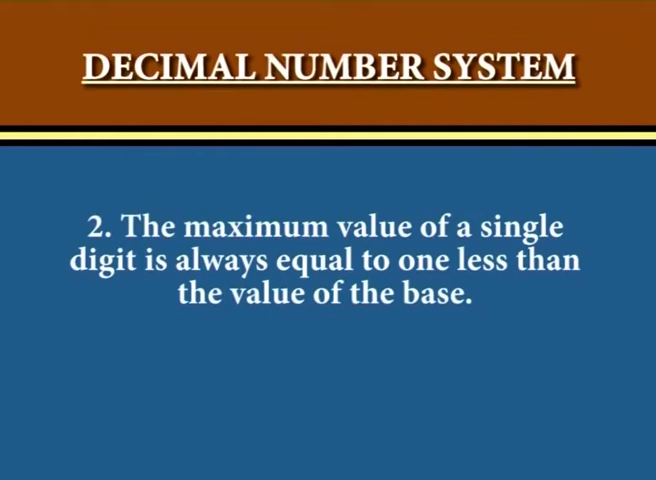 DECIMAL NUMBER SYSTEM
2. The maximum value of a single
digit is always equal to one less than
the value of the base.